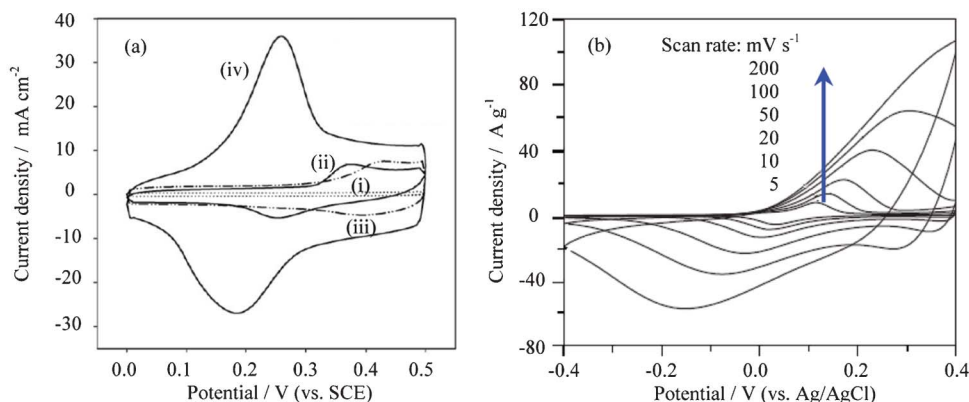 (a)
Current density / mA cm-2
40
30
20
10
0
-10
-20
-30
(iv)
(ii)
(i)
(iii)
0.0 0.1 0.2 0.3 0.4 0.5
Potential / V (vs. SCE)
(b)
Current density / A g-1
120
80
40
0
-40
-80
Scan rate: mV s-1
200
100
50
20
10
5
-0.4 -0.2 0.0 0.2 0.4
Potential / V (vs. Ag/AgCl)